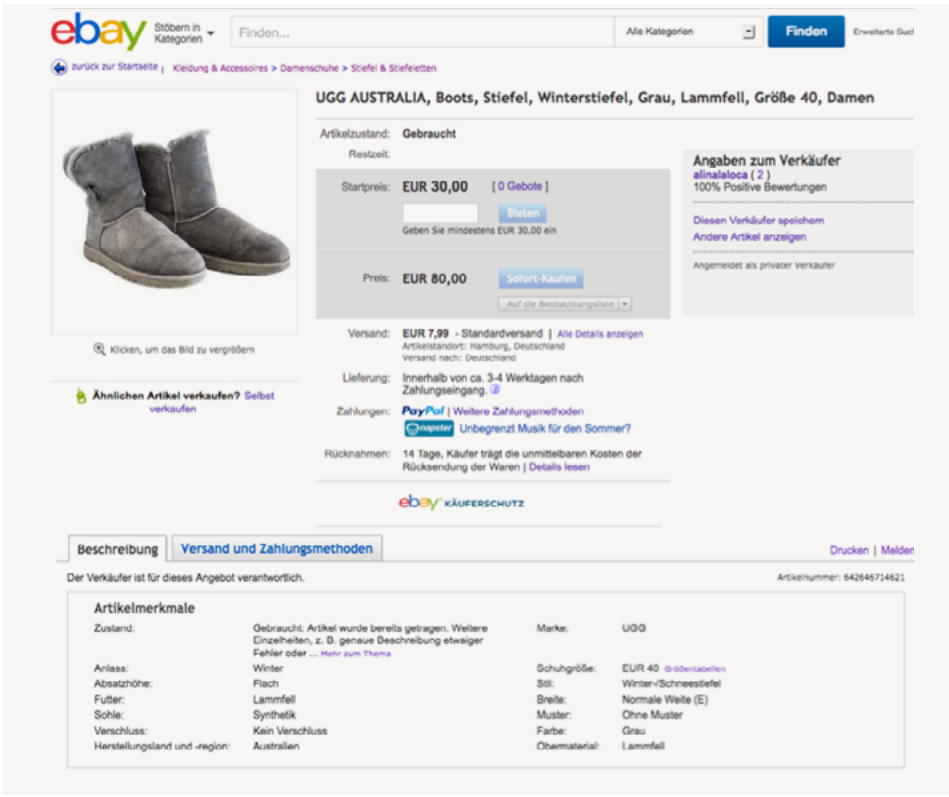 ebay Stöbern in Kategorien Finden... Alle Kategorien Finden Erweiterte Such
zurück zur Startseite | Kleidung & Accessoires > Damenschuhe > Stiefel & Stiefeletten
UGG AUSTRALIA, Boots, Stiefel, Winterstiefel, Grau, Lammfell, Größe 40, Damen
Artikelzustand: Gebraucht
Restzeit:
Startpreis: EUR 30,00 [ 0 Gebote ]
Bieten
Geben Sie mindestens EUR 30,00 ein
Preis: EUR 80,00 Sofort-Kaufen
Auf die Beobachtungsliste
Angaben zum Verkäufer
alinalaloca ( 2 )
100% Positive Bewertungen
Diesen Verkäufer speichern
Andere Artikel anzeigen
Angemeldet als privater Verkäufer
Klicken, um das Bild zu vergrößern
Ähnlichen Artikel verkaufen? Selbst
verkaufen
Versand: EUR 7,99 - Standardversand | Alle Details anzeigen
Artikelstandort: Hamburg, Deutschland
Versand nach: Deutschland
Lieferung: Innerhalb von ca. 3-4 Werktagen nach
Zahlungseingang.
Zahlungen: PayPal | Weitere Zahlungsmethoden
napster Unbegrenzt Musik für den Sommer?
Rücknahmen: 14 Tage, Käufer trägt die unmittelbaren Kosten der
Rücksendung der Waren | Details lesen
ebay KÄUFERSCHUTZ
Beschreibung Versand und Zahlungsmethoden Drucken | Melden
Der Verkäufer ist für dieses Angebot verantwortlich. Artikelnummer: 642646714621
Artikelmerkmale
Zustand: Gebraucht: Artikel wurde bereits getragen. Weitere Marke: UGG
Einzelheiten, z. B. genaue Beschreibung etwaiger
Fehler oder ... Mehr zum Thema
Anlass: Winter Schuhgröße: EUR 40 Größentabellen
Absatzhöhe: Flach Stil: Winter-/Schneestiefel
Futter: Lammfell Breite: Normale Weite (E)
Sohle: Synthetik Muster: Ohne Muster
Verschluss: Kein Verschluss Farbe: Grau
Herstellungsland und -region: Australien Obermaterial: Lammfell